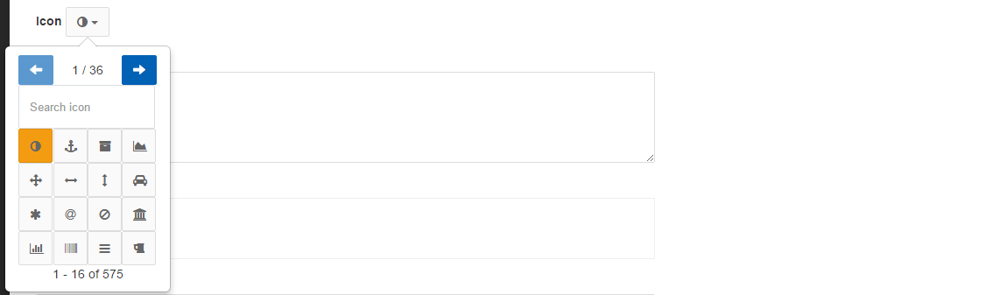 Icon
1 / 36
Search icon
@
1 - 16 of 575